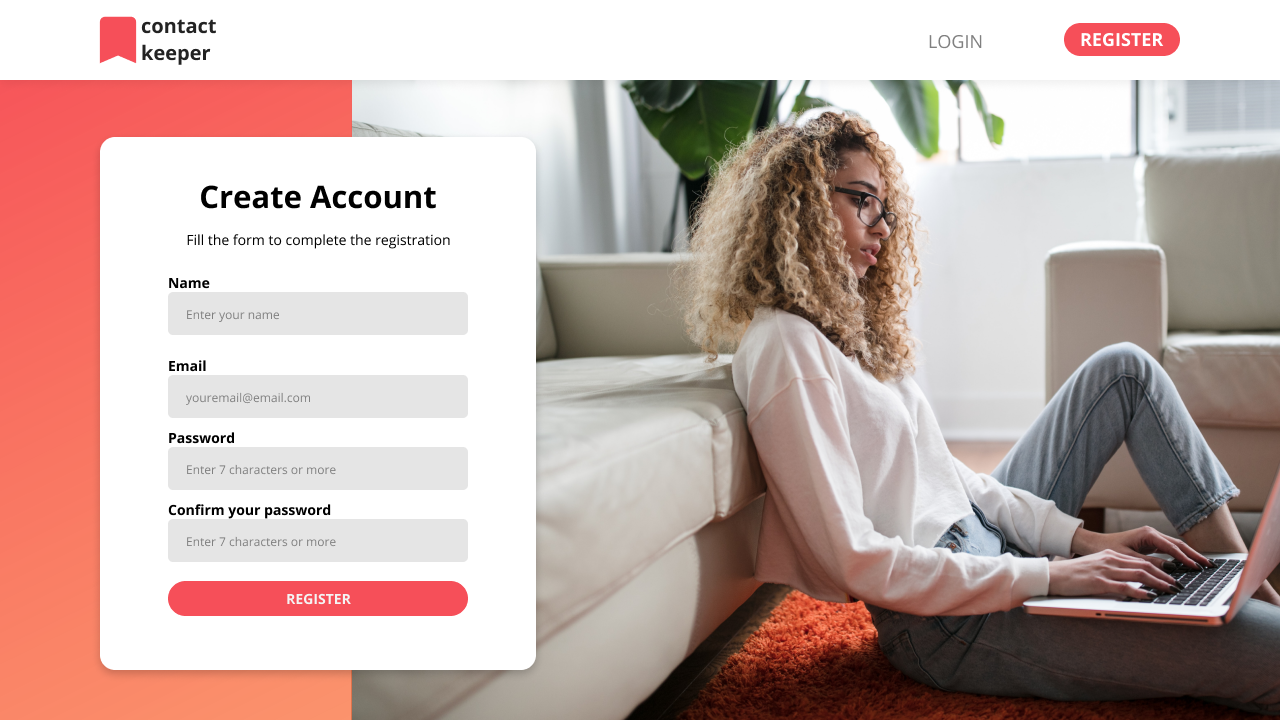 contact
keeper
LOGIN
REGISTER
Create Account
Fill the form to complete the registration
Name
Enter your name
Email
youremail@email.com
Password
Enter 7 characters or more
Confirm your password
Enter 7 characters or more
REGISTER